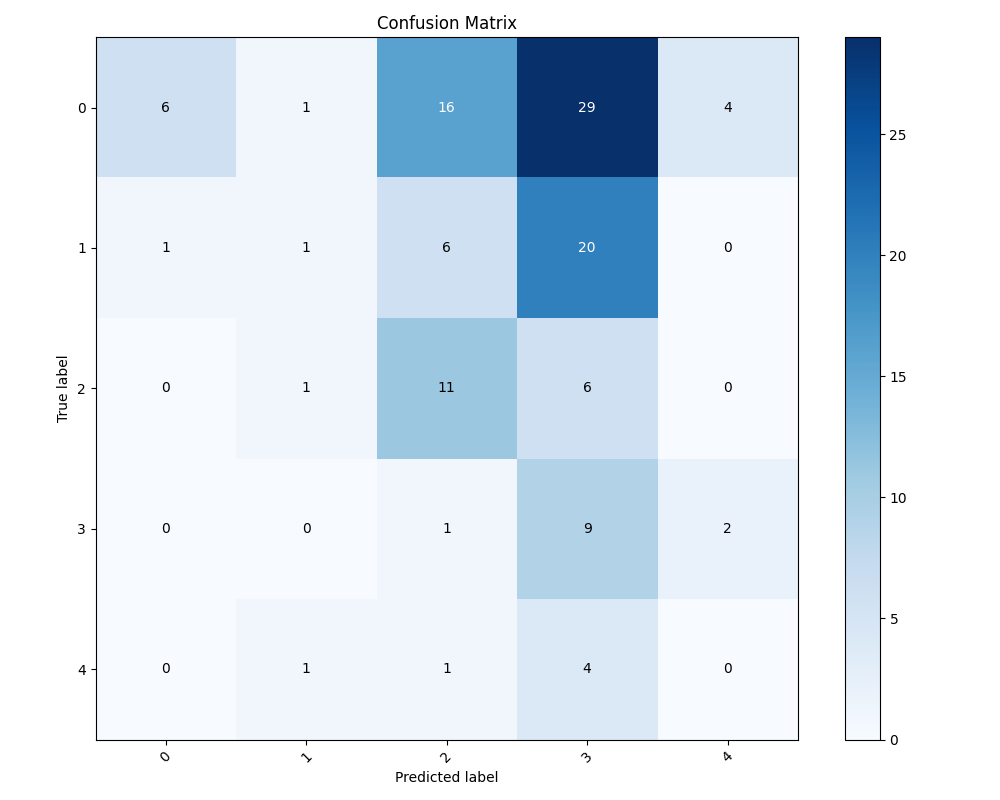 Confusion Matrix
0 6 1 16 29 4
1 1 1 6 20 0
2 0 1 11 6 0
3 0 0 1 9 2
4 0 1 1 4 0
0 1 2 3 4
True label
Predicted label
25
20
15
10
5
0